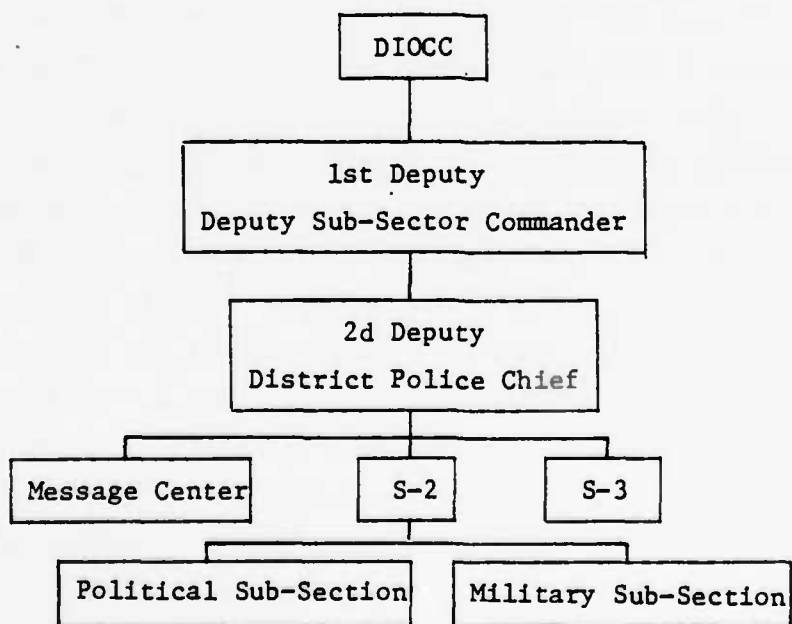 DIOCC
1st Deputy
Deputy Sub-Sector Commander
2d Deputy
District Police Chief
Message Center
S-2
S-3
Political Sub-Section
Military Sub-Section